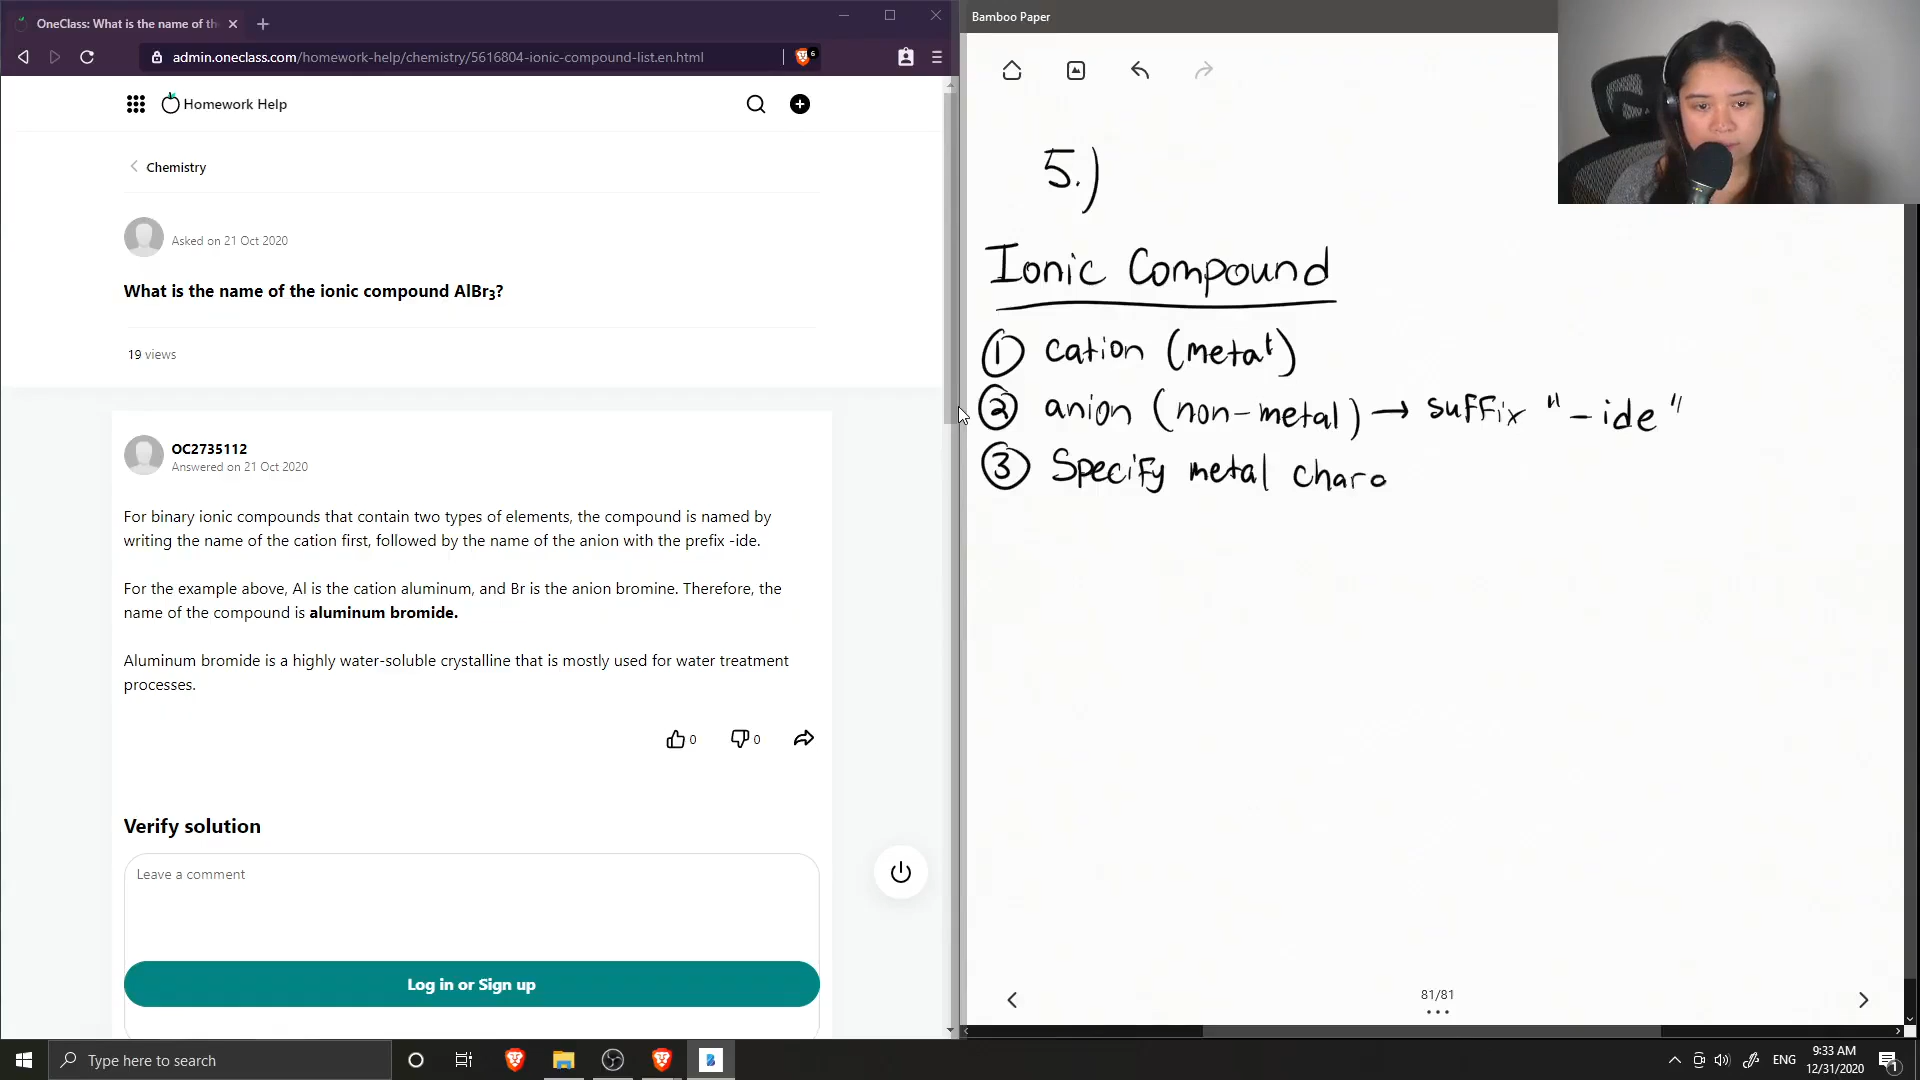 OneClass: What is the name of th
admin.oneclass.com/homework-help/chemistry/5616804-ionic-compound-list.en.html
6
Homework Help
Chemistry
Asked on 21 Oct 2020
What is the name of the ionic compound AlBr₃?
19 views
OC2735112
Answered on 21 Oct 2020
For binary ionic compounds that contain two types of elements, the compound is named by
writing the name of the cation first, followed by the name of the anion with the prefix -ide.
For the example above, Al is the cation aluminum, and Br is the anion bromine. Therefore, the
name of the compound is aluminum bromide.
Aluminum bromide is a highly water-soluble crystalline that is mostly used for water treatment
processes.
0
0
Verify solution
Leave a comment
Log in or Sign up
Bamboo Paper
5.)
Ionic Compound
① cation (metal)
② anion (non-metal) → suffix "-ide"
③ Specify metal charg
81/81
Type here to search
B
ENG
9:33 AM
12/31/2020
1